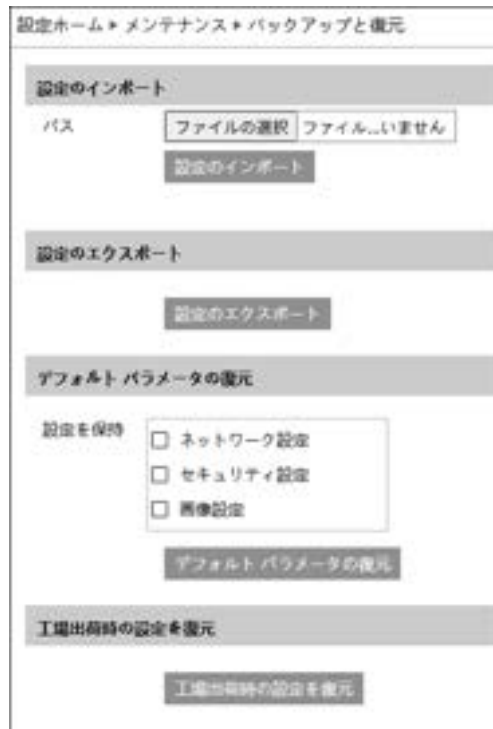 設定ホーム ▸ メンテナンス ▸ バックアップと復元
設定のインポート
パス ファイルの選択 ファイル...いません
設定のインポート
設定のエクスポート
設定のエクスポート
デフォルト パラメータの復元
設定を保持
ネットワーク設定
セキュリティ設定
画像設定
デフォルト パラメータの復元
工場出荷時の設定を復元
工場出荷時の設定を復元